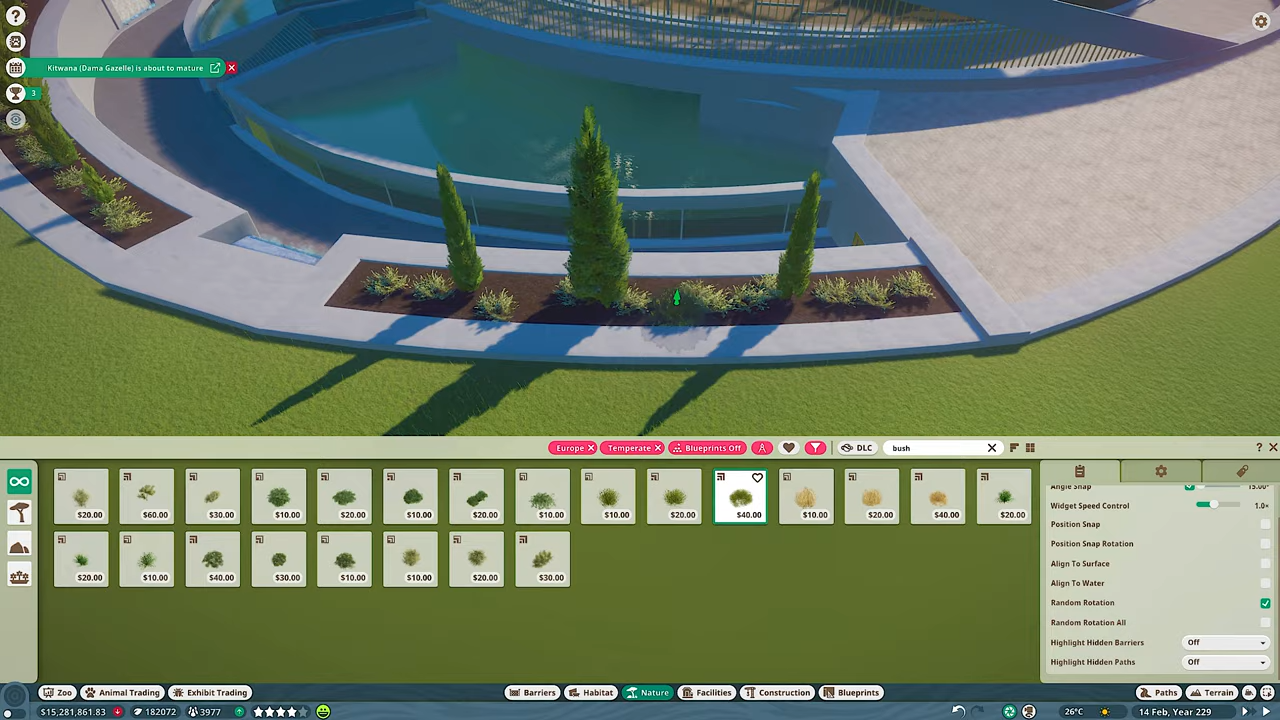 ?
Kitwana (Dama Gazelle) is about to mature
3
Europe
Temperate
Blueprints Off
DLC
bush
?
$20.00
$60.00
$30.00
$10.00
$20.00
$10.00
$20.00
$10.00
$10.00
$20.00
$40.00
$10.00
$20.00
$40.00
$20.00
$20.00
$10.00
$40.00
$30.00
$10.00
$10.00
$20.00
$30.00
Angle Snap 15.00°
Widget Speed Control 1.0×
Position Snap
Position Snap Rotation
Align To Surface
Align To Water
Random Rotation
Random Rotation All
Highlight Hidden Barriers Off
Highlight Hidden Paths Off
Zoo
Animal Trading
Exhibit Trading
Barriers
Habitat
Nature
Facilities
Construction
Blueprints
Paths
Terrain
$15,281,861.83
182072
3977
26°C
14 Feb, Year 229